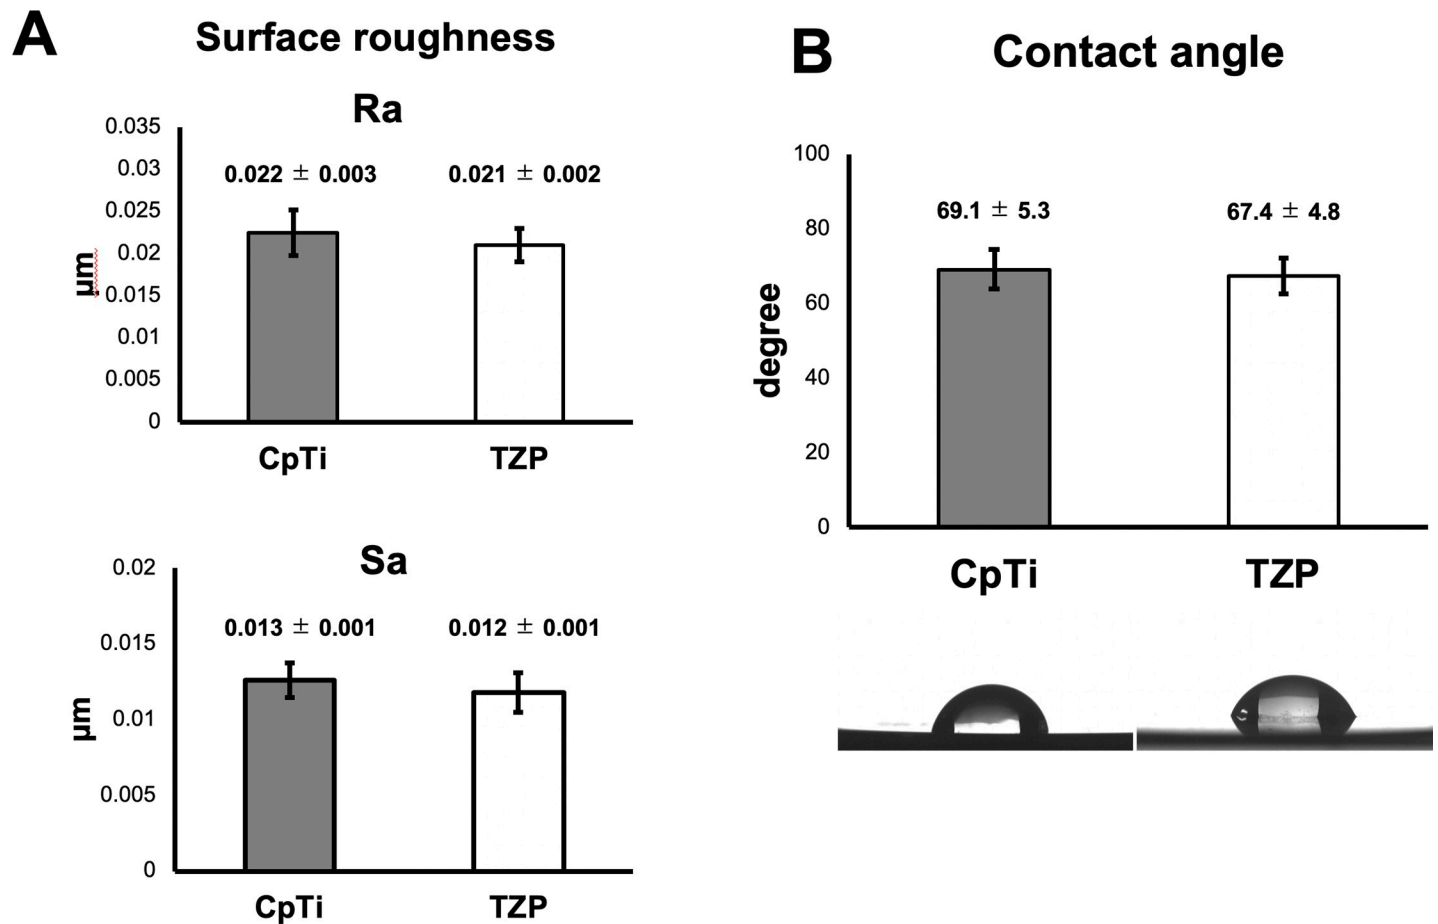 A
Surface roughness
Ra
0.035
0.03
0.025
0.02
0.015
0.01
0.005
0
µm
0.022 ± 0.003
0.021 ± 0.002
CpTi
TZP
Sa
0.02
0.015
0.01
0.005
0
µm
0.013 ± 0.001
0.012 ± 0.001
CpTi
TZP
B
Contact angle
100
80
60
40
20
0
degree
69.1 ± 5.3
67.4 ± 4.8
CpTi
TZP